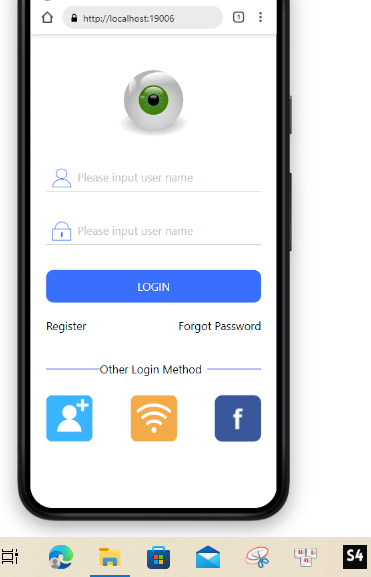 http://localhost:19006
1
Please input user name
Please input user name
LOGIN
Register Forgot Password
Other Login Method
f
S4